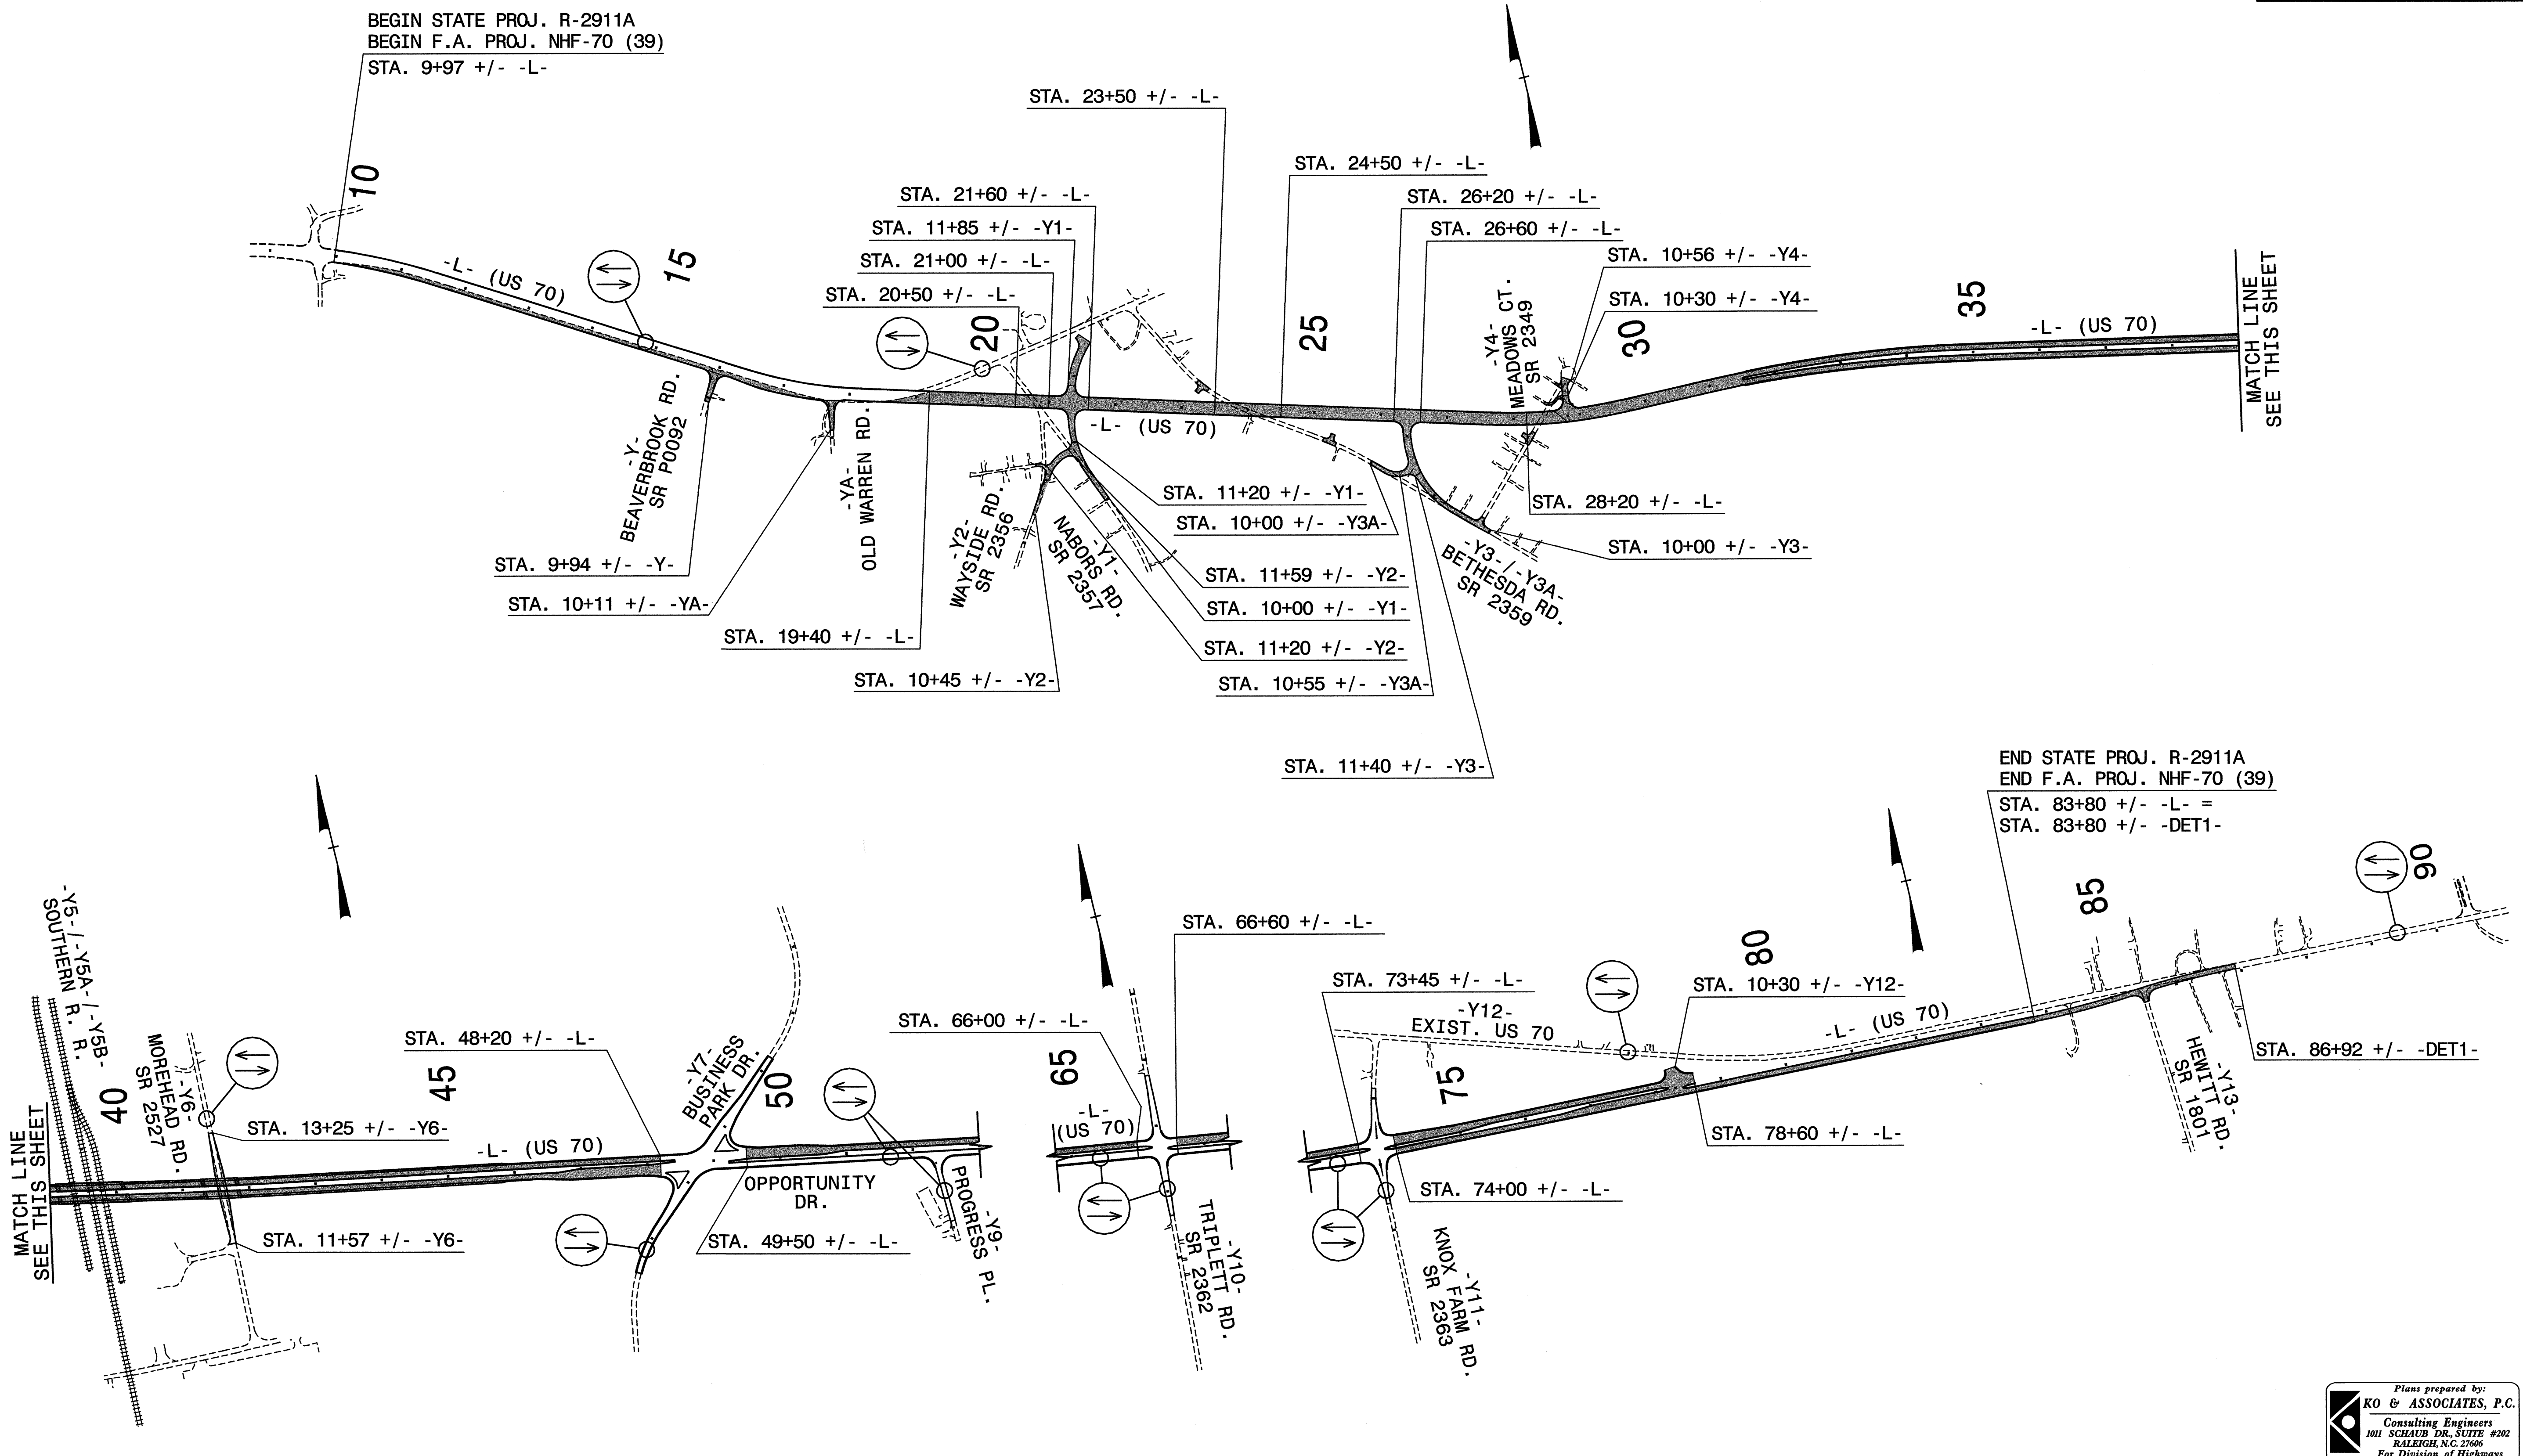 BEGIN STATE PROJ. R-2911A
BEGIN F.A. PROJ. NHF-70 (39)
STA. 9+97 +/- -L-
10
-L- (US 70)
15
STA. 23+50 +/- -L-
STA. 24+50 +/- -L-
STA. 21+60 +/- -L-
STA. 26+20 +/- -L-
STA. 11+85 +/- -Y1-
STA. 26+60 +/- -L-
STA. 21+00 +/- -L-
STA. 10+56 +/- -Y4-
STA. 20+50 +/- -L-
STA. 10+30 +/- -Y4-
20
25
-Y4-
MEADOWS CT.
SR 2349
30
35
-L- (US 70)
MATCH LINE
SEE THIS SHEET
-L- (US 70)
-Y-
BEAVERBROOK RD.
SR P0092
-YA-
OLD WARREN RD.
-Y2-
WAYSIDE RD.
SR 2356
-Y1-
NABORS RD.
SR 2357
STA. 11+20 +/- -Y1-
STA. 10+00 +/- -Y3A-
STA. 28+20 +/- -L-
STA. 10+00 +/- -Y3-
-Y3-/-Y3A-
BETHESDA RD.
SR 2359
STA. 9+94 +/- -Y-
STA. 11+59 +/- -Y2-
STA. 10+11 +/- -YA-
STA. 10+00 +/- -Y1-
STA. 19+40 +/- -L-
STA. 11+20 +/- -Y2-
STA. 10+45 +/- -Y2-
STA. 10+55 +/- -Y3A-
STA. 11+40 +/- -Y3-
END STATE PROJ. R-2911A
END F.A. PROJ. NHF-70 (39)
STA. 83+80 +/- -L- =
STA. 83+80 +/- -DET1-
90
85
80
-Y5-/-Y5A-/-Y5B-
SOUTHERN R. R.
40
-Y6-
MOREHEAD RD.
SR 2527
STA. 48+20 +/- -L-
45
STA. 13+25 +/- -Y6-
-L- (US 70)
-Y7-
BUSINESS
PARK DR.
50
STA. 66+00 +/- -L-
STA. 66+60 +/- -L-
65
-L-
(US 70)
STA. 73+45 +/- -L-
-Y12-
EXIST. US 70
75
STA. 10+30 +/- -Y12-
-L- (US 70)
STA. 86+92 +/- -DET1-
-Y13-
HEWITT RD.
SR 1801
STA. 78+60 +/- -L-
STA. 74+00 +/- -L-
MATCH LINE
SEE THIS SHEET
STA. 11+57 +/- -Y6-
OPPORTUNITY
DR.
STA. 49+50 +/- -L-
-Y9-
PROGRESS PL.
-Y10-
TRIPLETT RD.
SR 2362
-Y11-
KNOX FARM RD.
SR 2363
Plans prepared by:
KO & ASSOCIATES, P.C.
Consulting Engineers
1011 SCHAUB DR., SUITE #202
RALEIGH, N.C. 27606
For Division of Highways